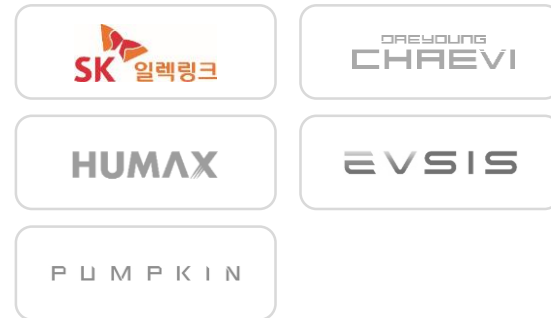 SK 일렉링크
DAEYOUNG
CHAEVI
HUMAX
EVSIS
PUMPKIN